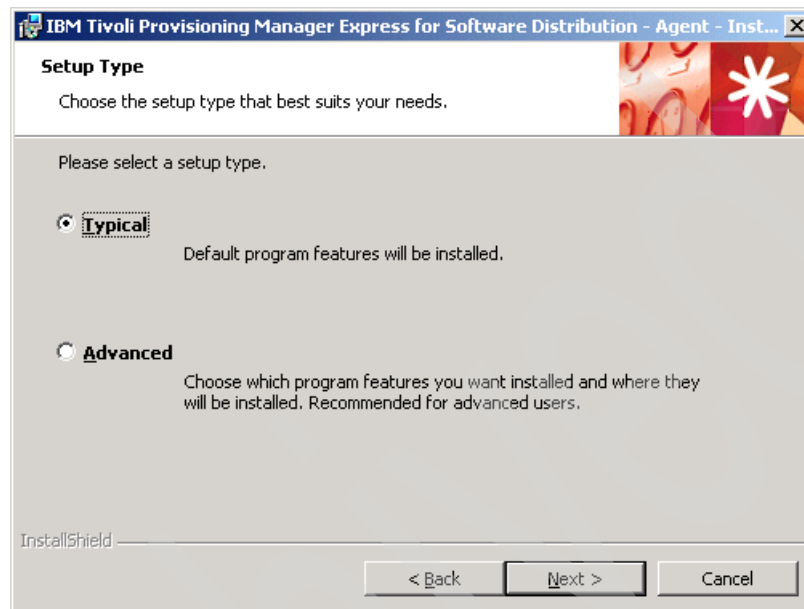 IBM Tivoli Provisioning Manager Express for Software Distribution - Agent - Inst...
Setup Type
Choose the setup type that best suits your needs.
Please select a setup type.
Typical
Default program features will be installed.
Advanced
Choose which program features you want installed and where they
will be installed. Recommended for advanced users.
InstallShield
< Back
Next >
Cancel